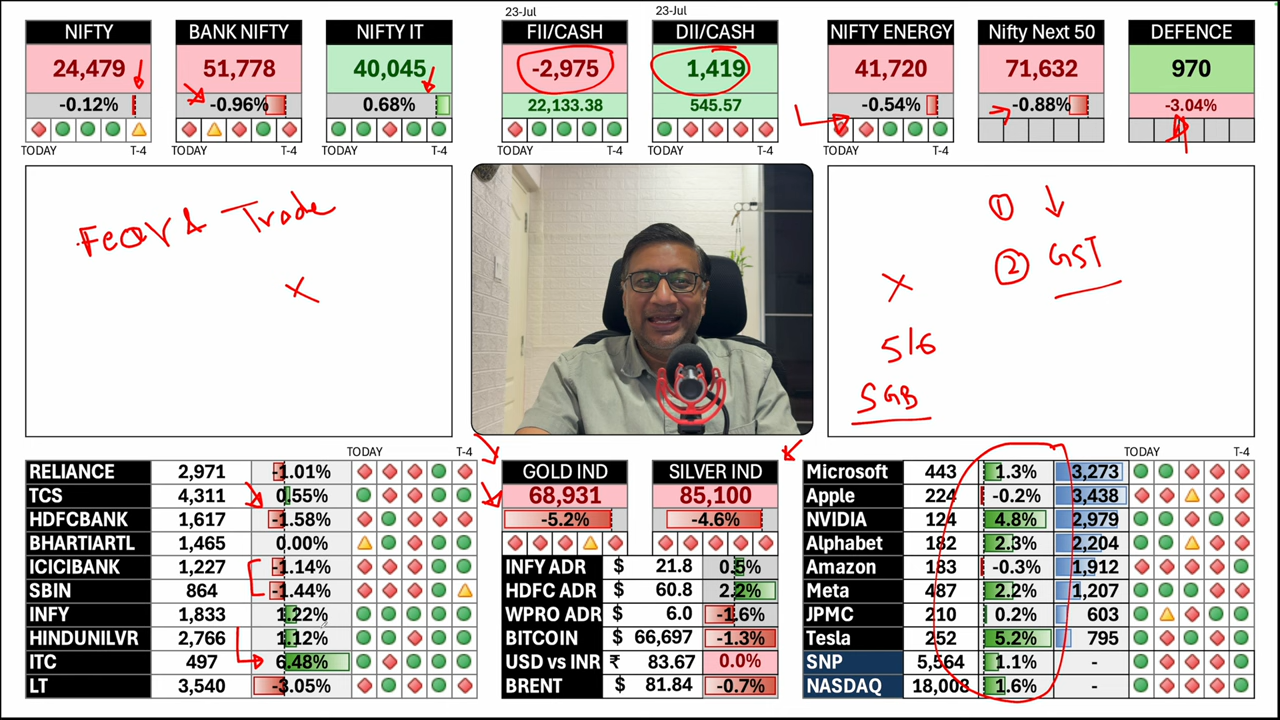 23-Jul
23-Jul
NIFTY
BANK NIFTY
NIFTY IT
FII/CASH
DII/CASH
NIFTY ENERGY
Nifty Next 50
DEFENCE
24,479
51,778
40,045
-2,975
1,419
41,720
71,632
970
-0.12%
-0.96%
0.68%
22,133.38
545.57
-0.54%
-0.88%
-3.04%
TODAY T-4
TODAY T-4
TODAY T-4
TODAY T-4
TODAY T-4
TODAY T-4
Fear & Trade
X
① ↓
② GST
X
5/6
SGB
TODAY T-4
RELIANCE 2,971 -1.01%
TCS 4,311 0.55%
HDFCBANK 1,617 -1.58%
BHARTIARTL 1,465 0.00%
ICICIBANK 1,227 -1.14%
SBIN 864 -1.44%
INFY 1,833 1.22%
HINDUNILVR 2,766 1.12%
ITC 497 6.48%
LT 3,540 -3.05%
GOLD IND
SILVER IND
68,931
85,100
-5.2%
-4.6%
INFY ADR $ 21.8 0.5%
HDFC ADR $ 60.8 2.2%
WPRO ADR $ 6.0 -1.6%
BITCOIN $ 66,697 -1.3%
USD vs INR ₹ 83.67 0.0%
BRENT $ 81.84 -0.7%
TODAY T-4
Microsoft 443 1.3% 3,273
Apple 224 -0.2% 3,438
NVIDIA 124 4.8% 2,979
Alphabet 182 2.3% 2,204
Amazon 183 -0.3% 1,912
Meta 487 2.2% 1,207
JPMC 210 0.2% 603
Tesla 252 5.2% 795
SNP 5,564 1.1% -
NASDAQ 18,008 1.6% -